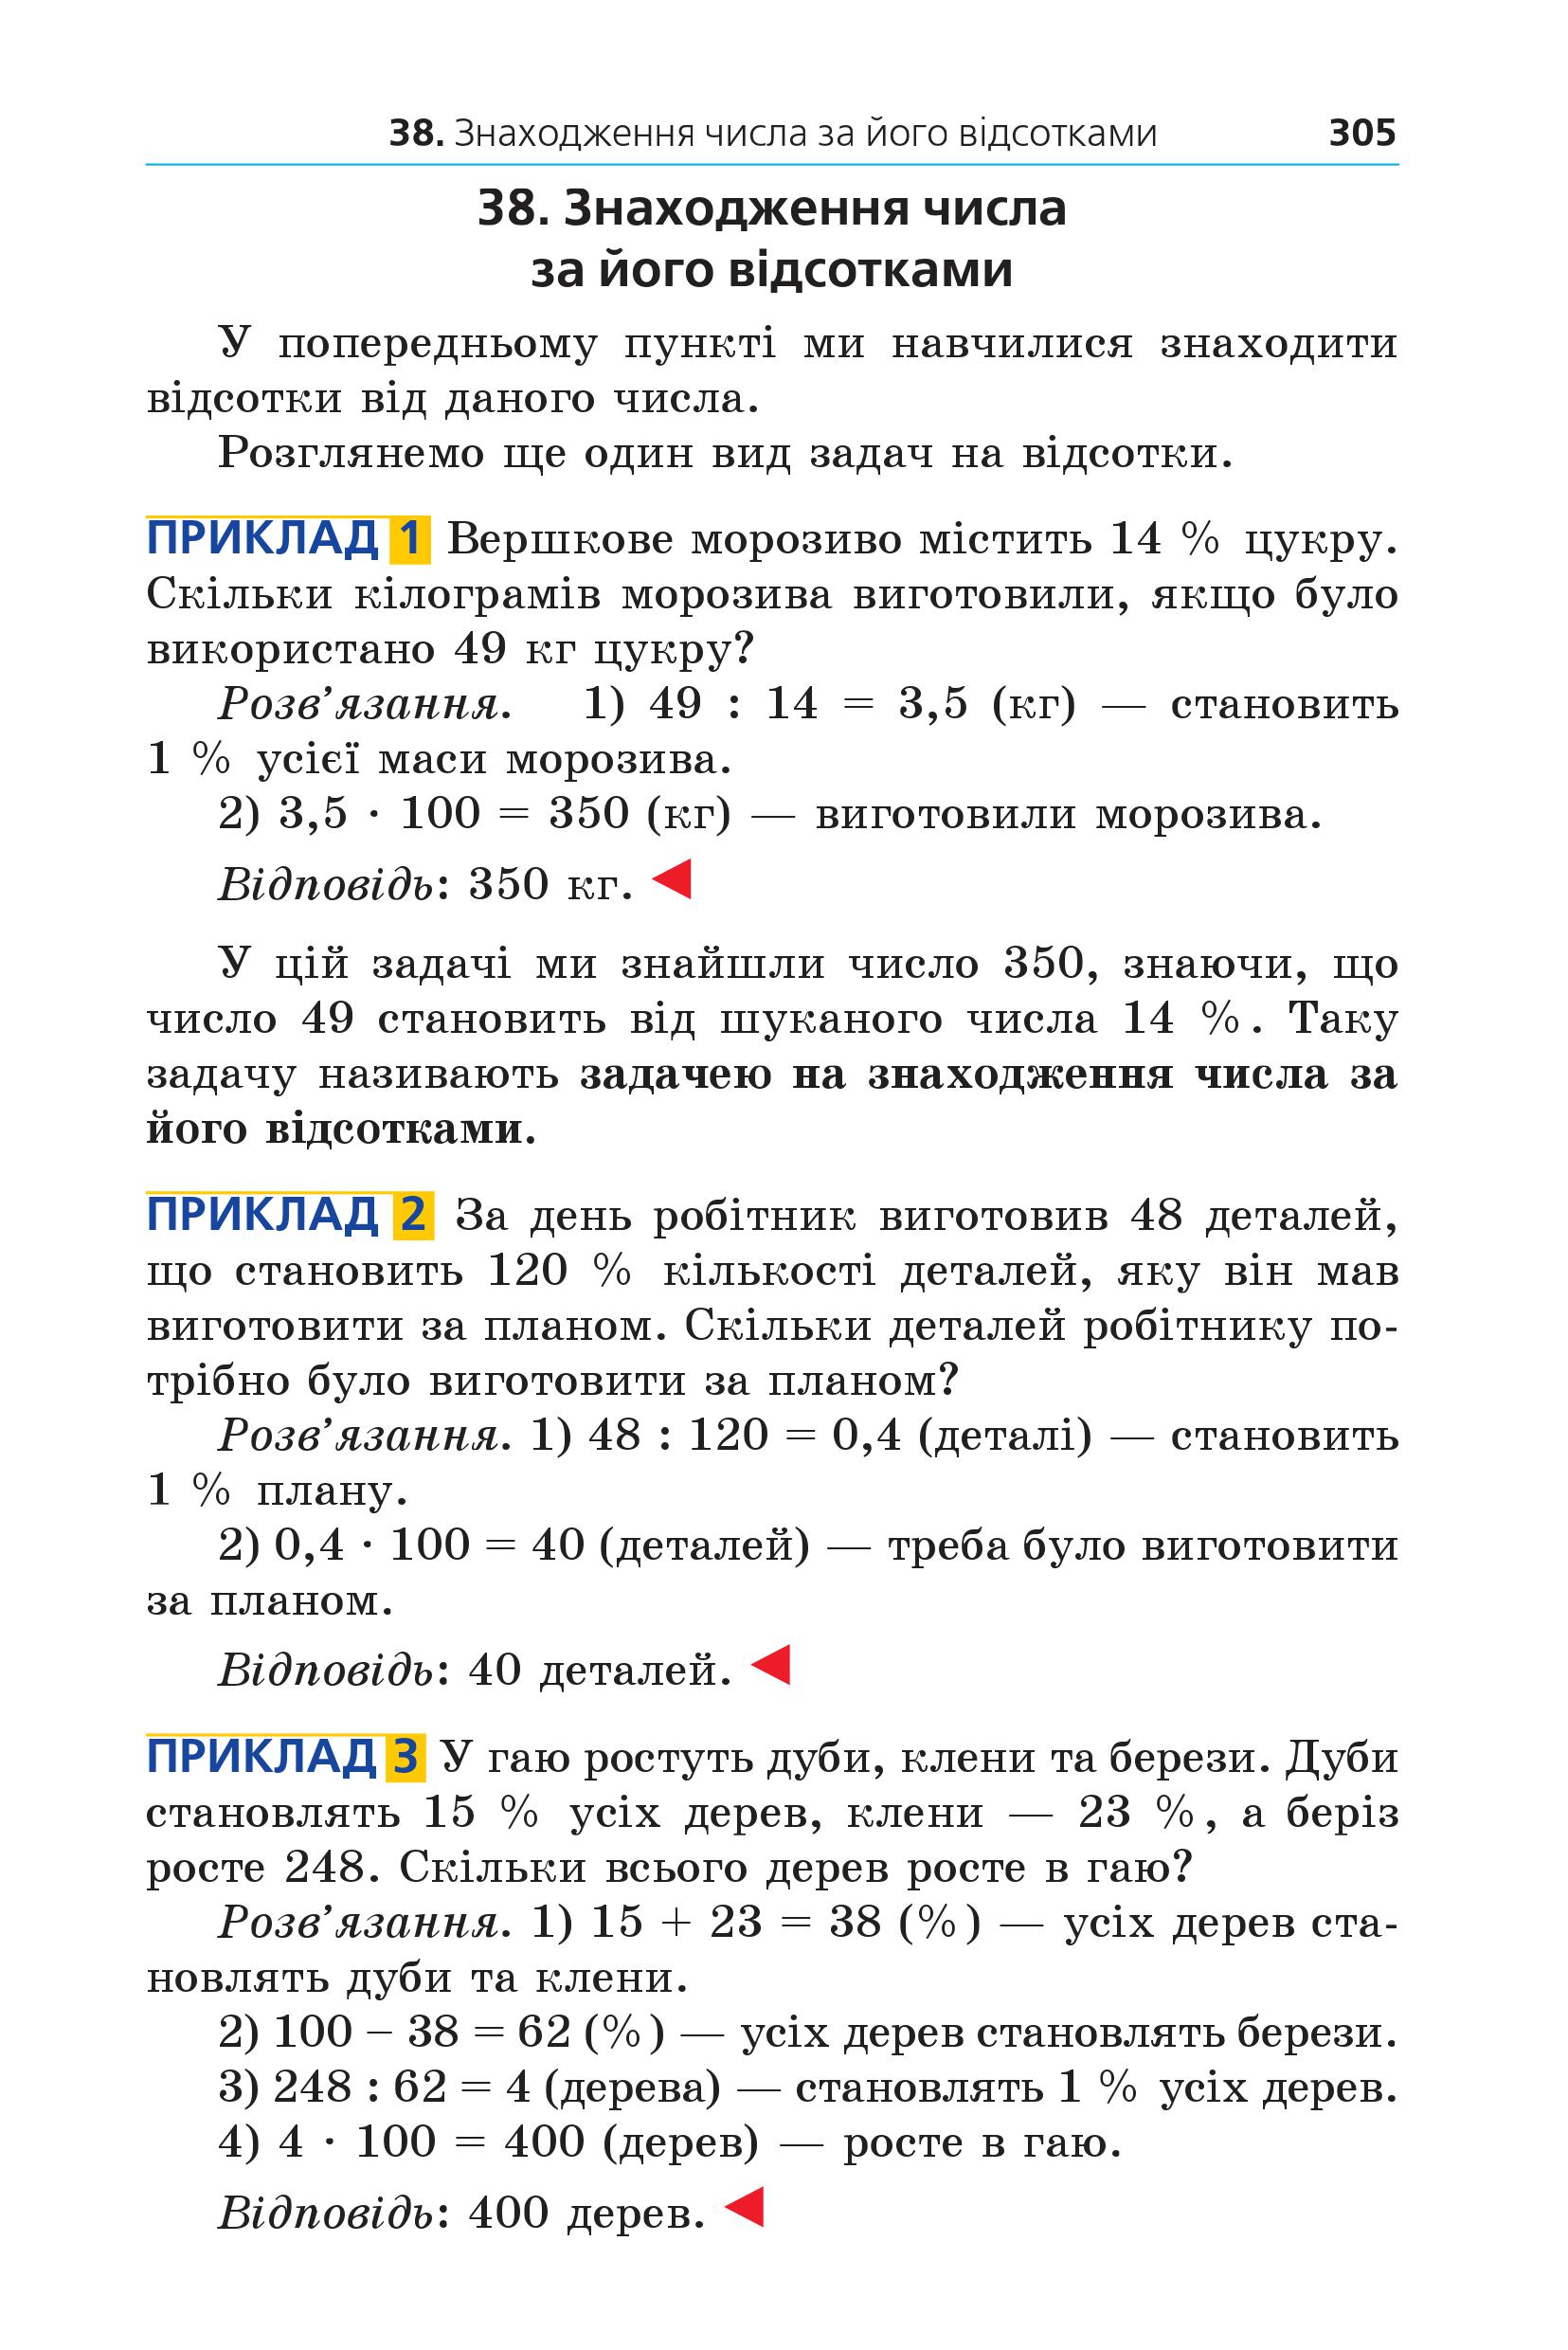 38. Знаходження числа за його відсотками 305
38. Знаходження числа
за його відсотками
У попередньому пункті ми навчилися знаходити
відсотки від даного числа.
Розглянемо ще один вид задач на відсотки.
ПРИКЛАД 1 Вершкове морозиво містить 14 % цукру.
Скільки кілограмів морозива виготовили, якщо було
використано 49 кг цукру?
Розв’язання. 1) 49 : 14 = 3,5 (кг) — становить
1 % усієї маси морозива.
2) 3,5 · 100 = 350 (кг) — виготовили морозива.
Відповідь: 350 кг. ◀
У цій задачі ми знайшли число 350, знаючи, що
число 49 становить від шуканого числа 14 %. Таку
задачу називають задачею на знаходження числа за
його відсотками.
ПРИКЛАД 2 За день робітник виготовив 48 деталей,
що становить 120 % кількості деталей, яку він мав
виготовити за планом. Скільки деталей робітнику по-
трібно було виготовити за планом?
Розв’язання. 1) 48 : 120 = 0,4 (деталі) — становить
1 % плану.
2) 0,4 · 100 = 40 (деталей) — треба було виготовити
за планом.
Відповідь: 40 деталей. ◀
ПРИКЛАД 3 У гаю ростуть дуби, клени та берези. Дуби
становлять 15 % усіх дерев, клени — 23 %, а беріз
росте 248. Скільки всього дерев росте в гаю?
Розв’язання. 1) 15 + 23 = 38 (%) — усіх дерев ста-
новлять дуби та клени.
2) 100 – 38 = 62 (%) — усіх дерев становлять берези.
3) 248 : 62 = 4 (дерева) — становлять 1 % усіх дерев.
4) 4 · 100 = 400 (дерев) — росте в гаю.
Відповідь: 400 дерев. ◀